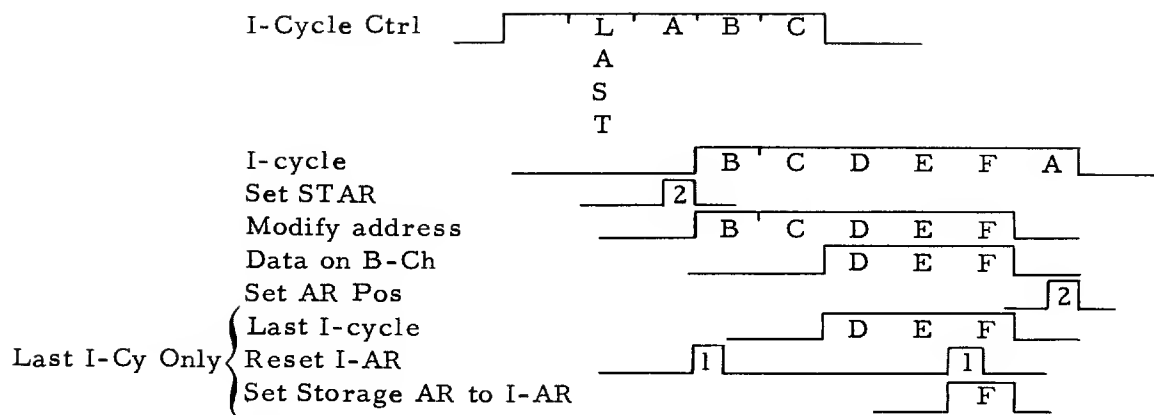 I-Cycle Ctrl L A B C
A
S
T
I-cycle B C D E F A
Set STAR 2
Modify address B C D E F
Data on B-Ch D E F
Set AR Pos 2
Last I-cycle D E F
Last I-Cy Only Reset I-AR 1 1
Set Storage AR to I-AR F